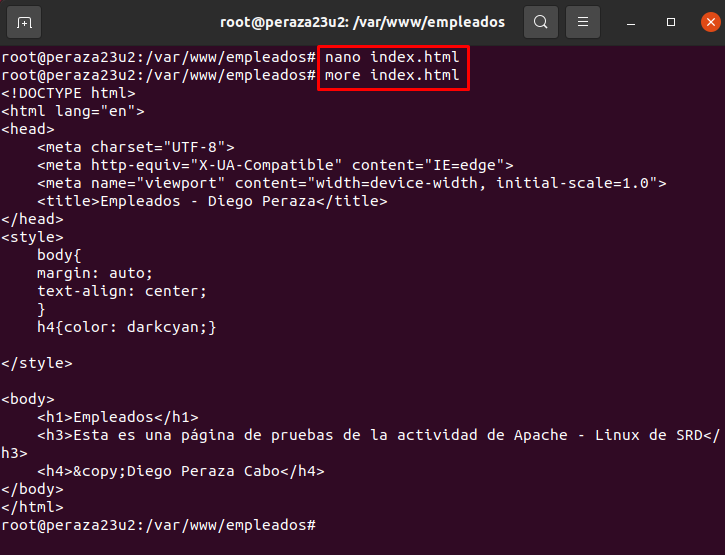 root@peraza23u2: /var/www/empleados
root@peraza23u2:/var/www/empleados# nano index.html
root@peraza23u2:/var/www/empleados# more index.html
<!DOCTYPE html>
<html lang="en">
<head>
    <meta charset="UTF-8">
    <meta http-equiv="X-UA-Compatible" content="IE=edge">
    <meta name="viewport" content="width=device-width, initial-scale=1.0">
    <title>Empleados - Diego Peraza</title>
</head>
<style>
    body{
    margin: auto;
    text-align: center;
    }
    h4{color: darkcyan;}

</style>

<body>
    <h1>Empleados</h1>
    <h3>Esta es una página de pruebas de la actividad de Apache - Linux de SRD</
h3>
    <h4>&copy;Diego Peraza Cabo</h4>
</body>
</html>
root@peraza23u2:/var/www/empleados#